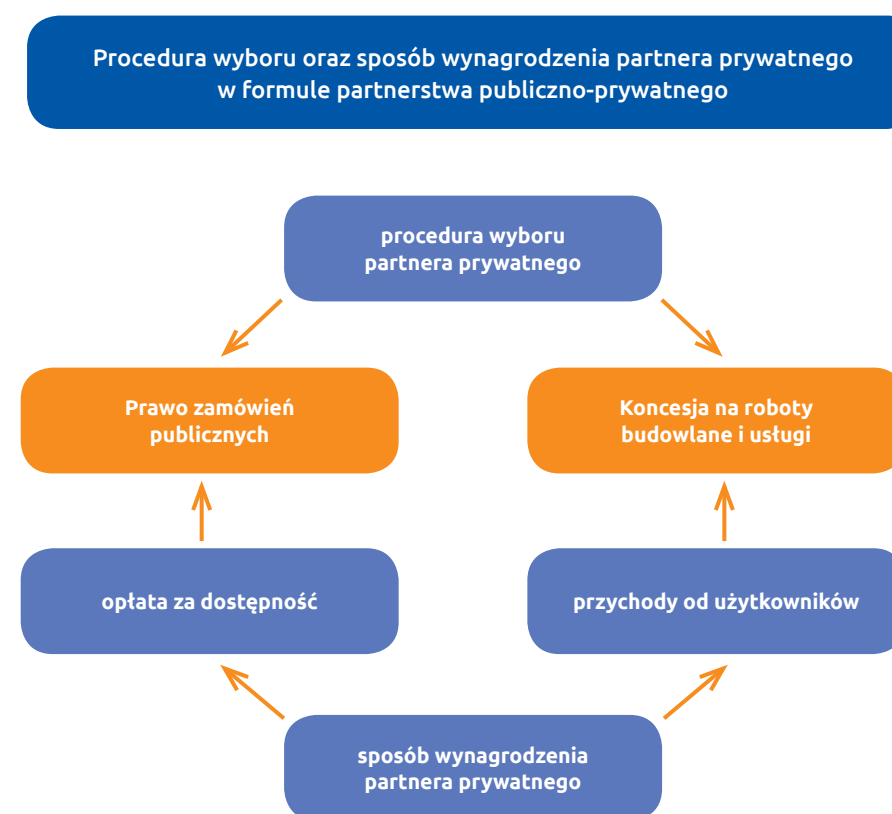 Procedura wyboru oraz sposób wynagrodzenia partnera prywatnego
w formule partnerstwa publiczno-prywatnego
procedura wyboru
partnera prywatnego
Prawo zamówień
publicznych
Koncesja na roboty
budowlane i usługi
opłata za dostępność
przychody od użytkowników
sposób wynagrodzenia
partnera prywatnego